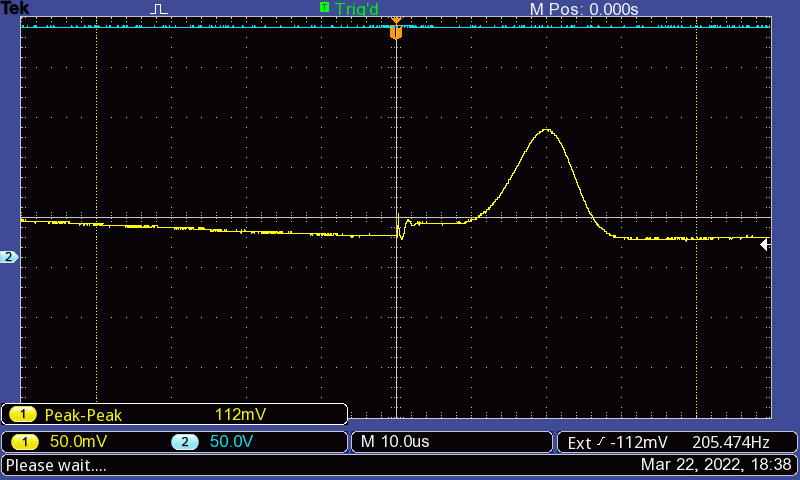 Tek T Trig'd M Pos: 0.000s
T
2
1 Peak-Peak 112mV
1 50.0mV 2 50.0V M 10.0us Ext -112mV 205.474Hz
Please wait.... Mar 22, 2022, 18:38